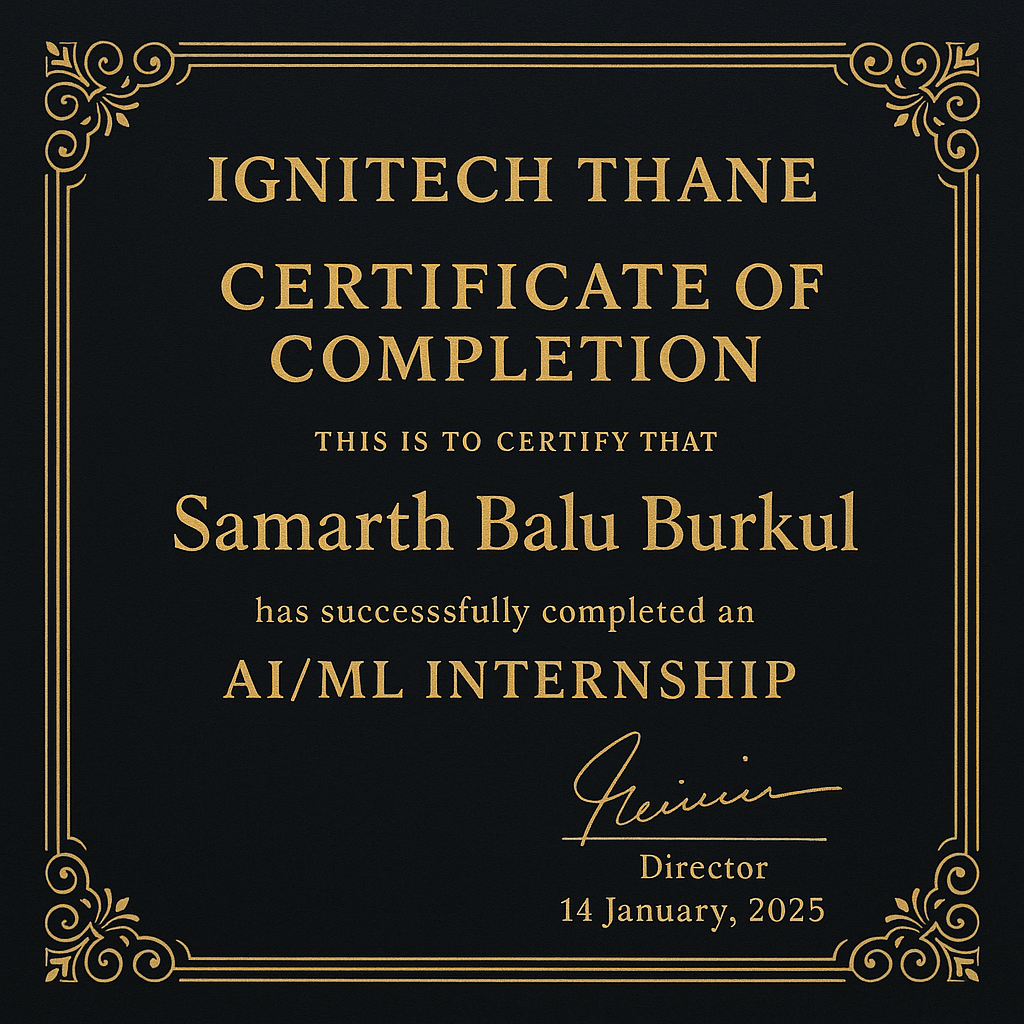 IGNITECH THANE
CERTIFICATE OF
COMPLETION
THIS IS TO CERTIFY THAT
Samarth Balu Burkul
has successsfully completed an
AI/ML INTERNSHIP
Director
14 January, 2025